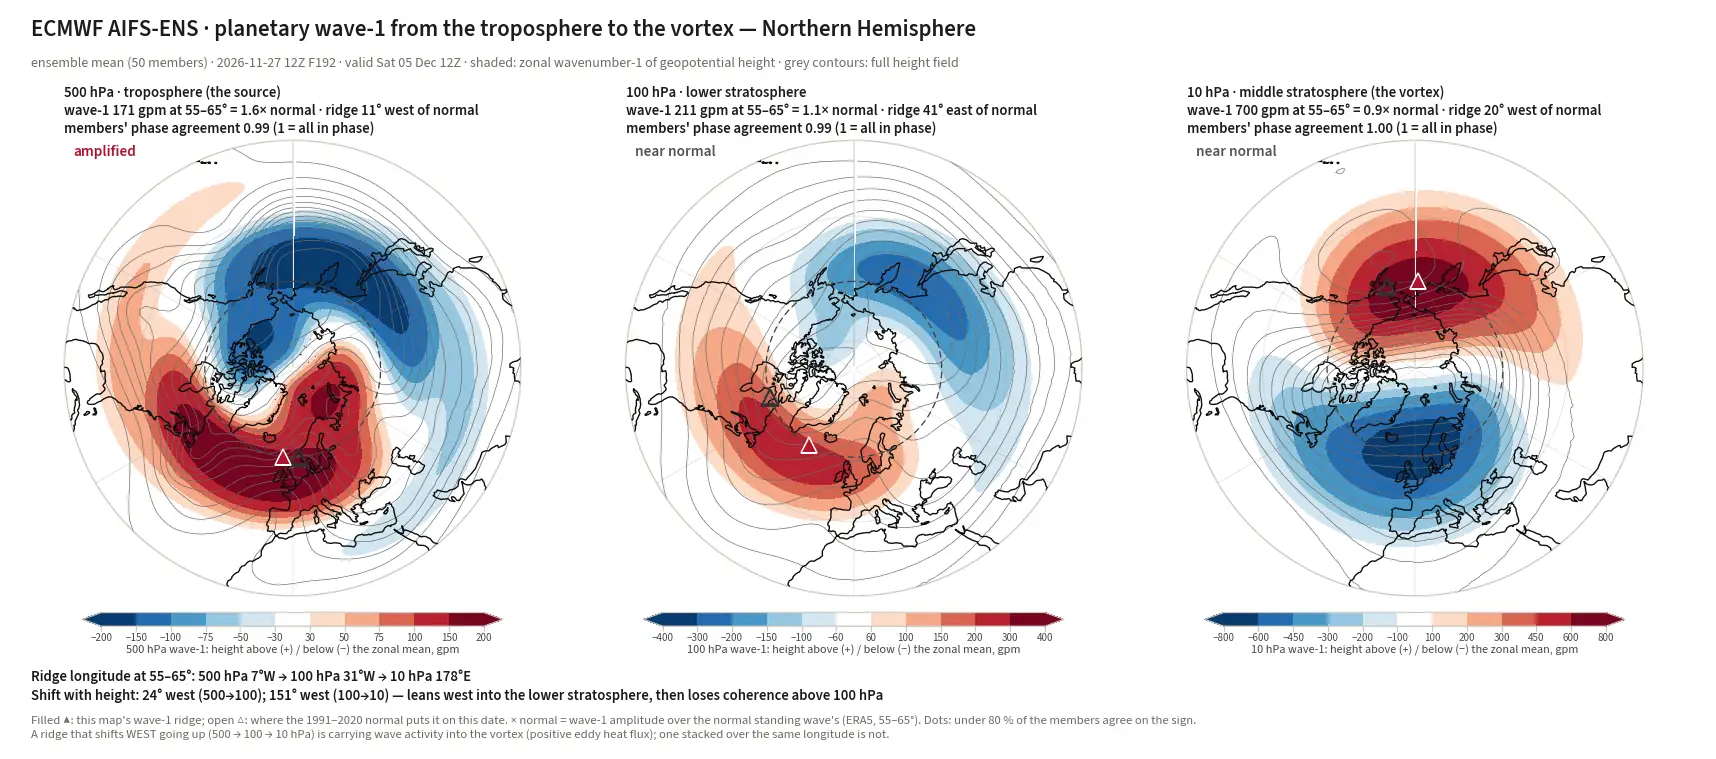 ECMWF AIFS-ENS · planetary wave-1 from the troposphere to the vortex — Northern Hemisphere
ensemble mean (50 members) · 2026-11-27 12Z F192 · valid Sat 05 Dec 12Z · shaded: zonal wavenumber-1 of geopotential height · grey contours: full height field
500 hPa · troposphere (the source)
wave-1 171 gpm at 55–65° = 1.6× normal · ridge 11° west of normal
members' phase agreement 0.99 (1 = all in phase)
amplified
100 hPa · lower stratosphere
wave-1 211 gpm at 55–65° = 1.1× normal · ridge 41° east of normal
members' phase agreement 0.99 (1 = all in phase)
near normal
10 hPa · middle stratosphere (the vortex)
wave-1 700 gpm at 55–65° = 0.9× normal · ridge 20° west of normal
members' phase agreement 1.00 (1 = all in phase)
near normal
−200 −150 −100 −75 −50 −30 30 50 75 100 150 200
500 hPa wave-1: height above (+) / below (−) the zonal mean, gpm
−400 −300 −200 −150 −100 −60 60 100 150 200 300 400
100 hPa wave-1: height above (+) / below (−) the zonal mean, gpm
−800 −600 −450 −300 −200 −100 100 200 300 450 600 800
10 hPa wave-1: height above (+) / below (−) the zonal mean, gpm
Ridge longitude at 55–65°: 500 hPa 7°W → 100 hPa 31°W → 10 hPa 178°E
Shift with height: 24° west (500→100); 151° west (100→10) — leans west into the lower stratosphere, then loses coherence above 100 hPa
Filled ▲: this map's wave-1 ridge; open △: where the 1991–2020 normal puts it on this date. × normal = wave-1 amplitude over the normal standing wave's (ERA5, 55–65°). Dots: under 80 % of the members agree on the sign.
A ridge that shifts WEST going up (500 → 100 → 10 hPa) is carrying wave activity into the vortex (positive eddy heat flux); one stacked over the same longitude is not.